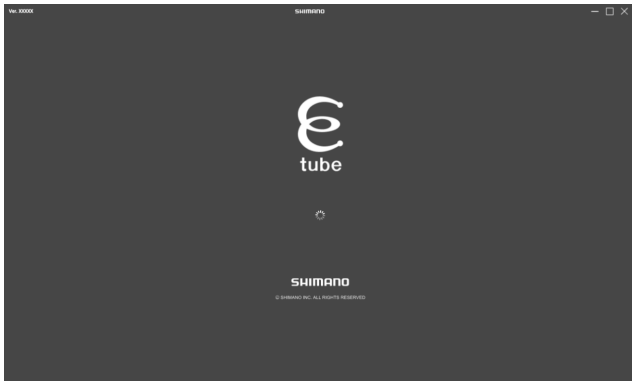 Ver. XXXXX
SHIMANO
tube
SHIMANO
© SHIMANO INC. ALL RIGHTS RESERVED